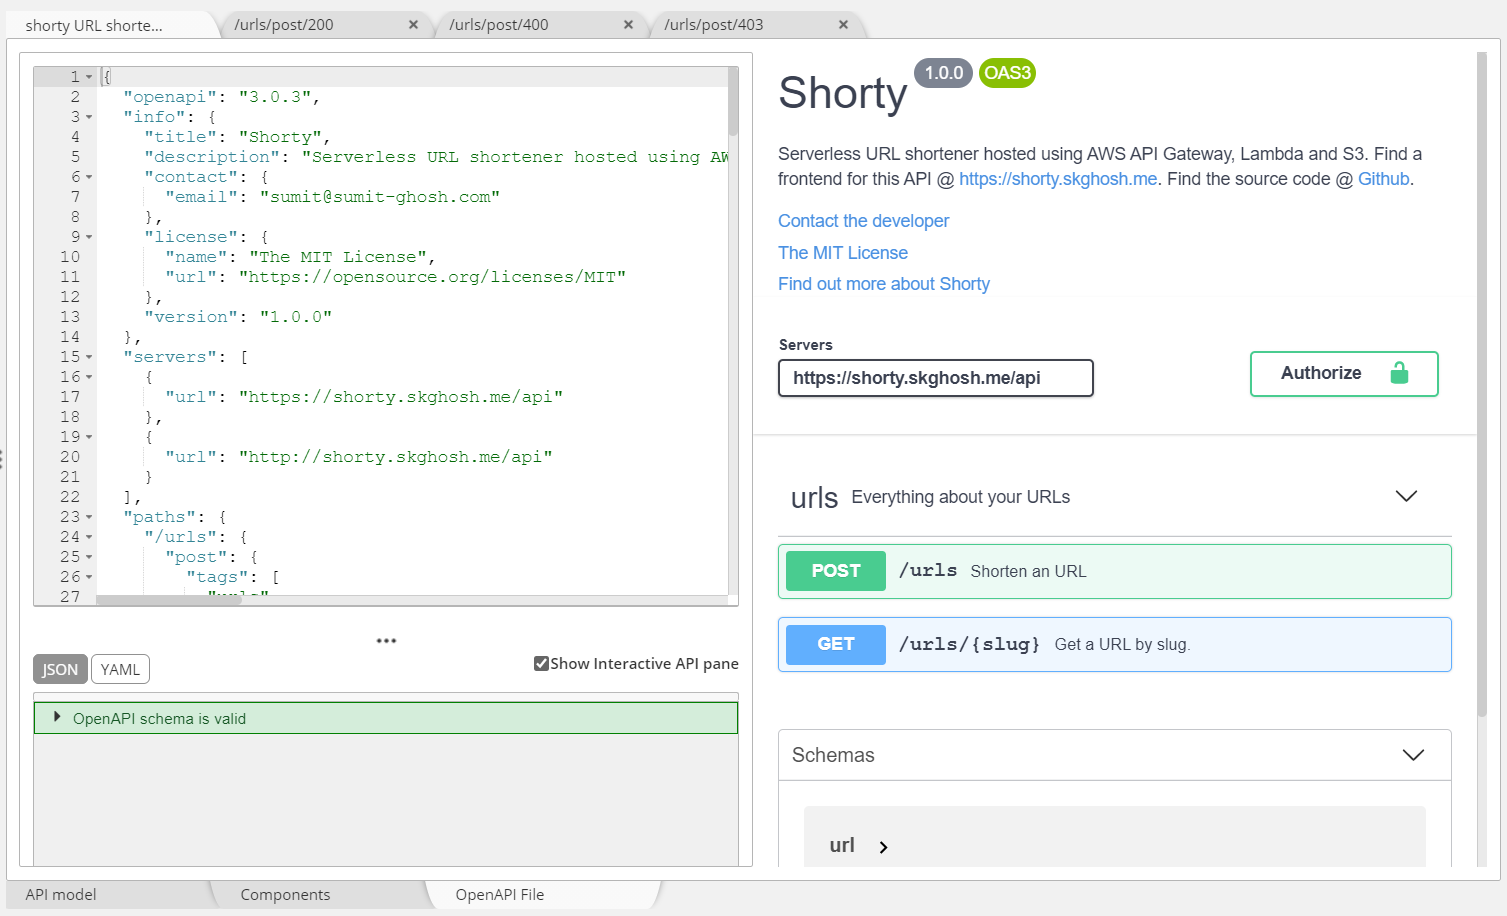 shorty URL shorte...
/urls/post/200
/urls/post/400
/urls/post/403
1 {
2 "openapi": "3.0.3",
3 "info": {
4 "title": "Shorty",
5 "description": "Serverless URL shortener hosted using AW
6 "contact": {
7 "email": "sumit@sumit-ghosh.com"
8 },
9 "license": {
10 "name": "The MIT License",
11 "url": "https://opensource.org/licenses/MIT"
12 },
13 "version": "1.0.0"
14 },
15 "servers": [
16 {
17 "url": "https://shorty.skghosh.me/api"
18 },
19 {
20 "url": "http://shorty.skghosh.me/api"
21 }
22 ],
23 "paths": {
24 "/urls": {
25 "post": {
26 "tags": [
27 "urls"
JSON YAML
Show Interactive API pane
OpenAPI schema is valid
Shorty 1.0.0 OAS3
Serverless URL shortener hosted using AWS API Gateway, Lambda and S3. Find a
frontend for this API @ https://shorty.skghosh.me. Find the source code @ Github.
Contact the developer
The MIT License
Find out more about Shorty
Servers
https://shorty.skghosh.me/api
Authorize
urls Everything about your URLs
POST /urls Shorten an URL
GET /urls/{slug} Get a URL by slug.
Schemas
url
API model
Components
OpenAPI File